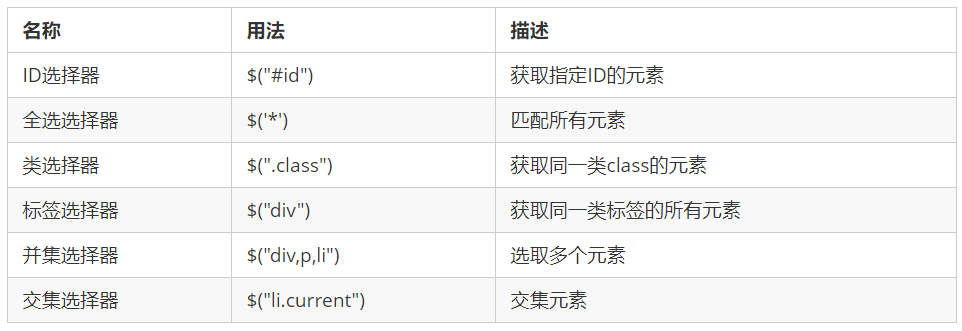 名称 用法 描述
ID选择器 $("#id") 获取指定ID的元素
全选选择器 $('*') 匹配所有元素
类选择器 $(".class") 获取同一类class的元素
标签选择器 $("div") 获取同一类标签的所有元素
并集选择器 $("div,p,li") 选取多个元素
交集选择器 $("li.current") 交集元素